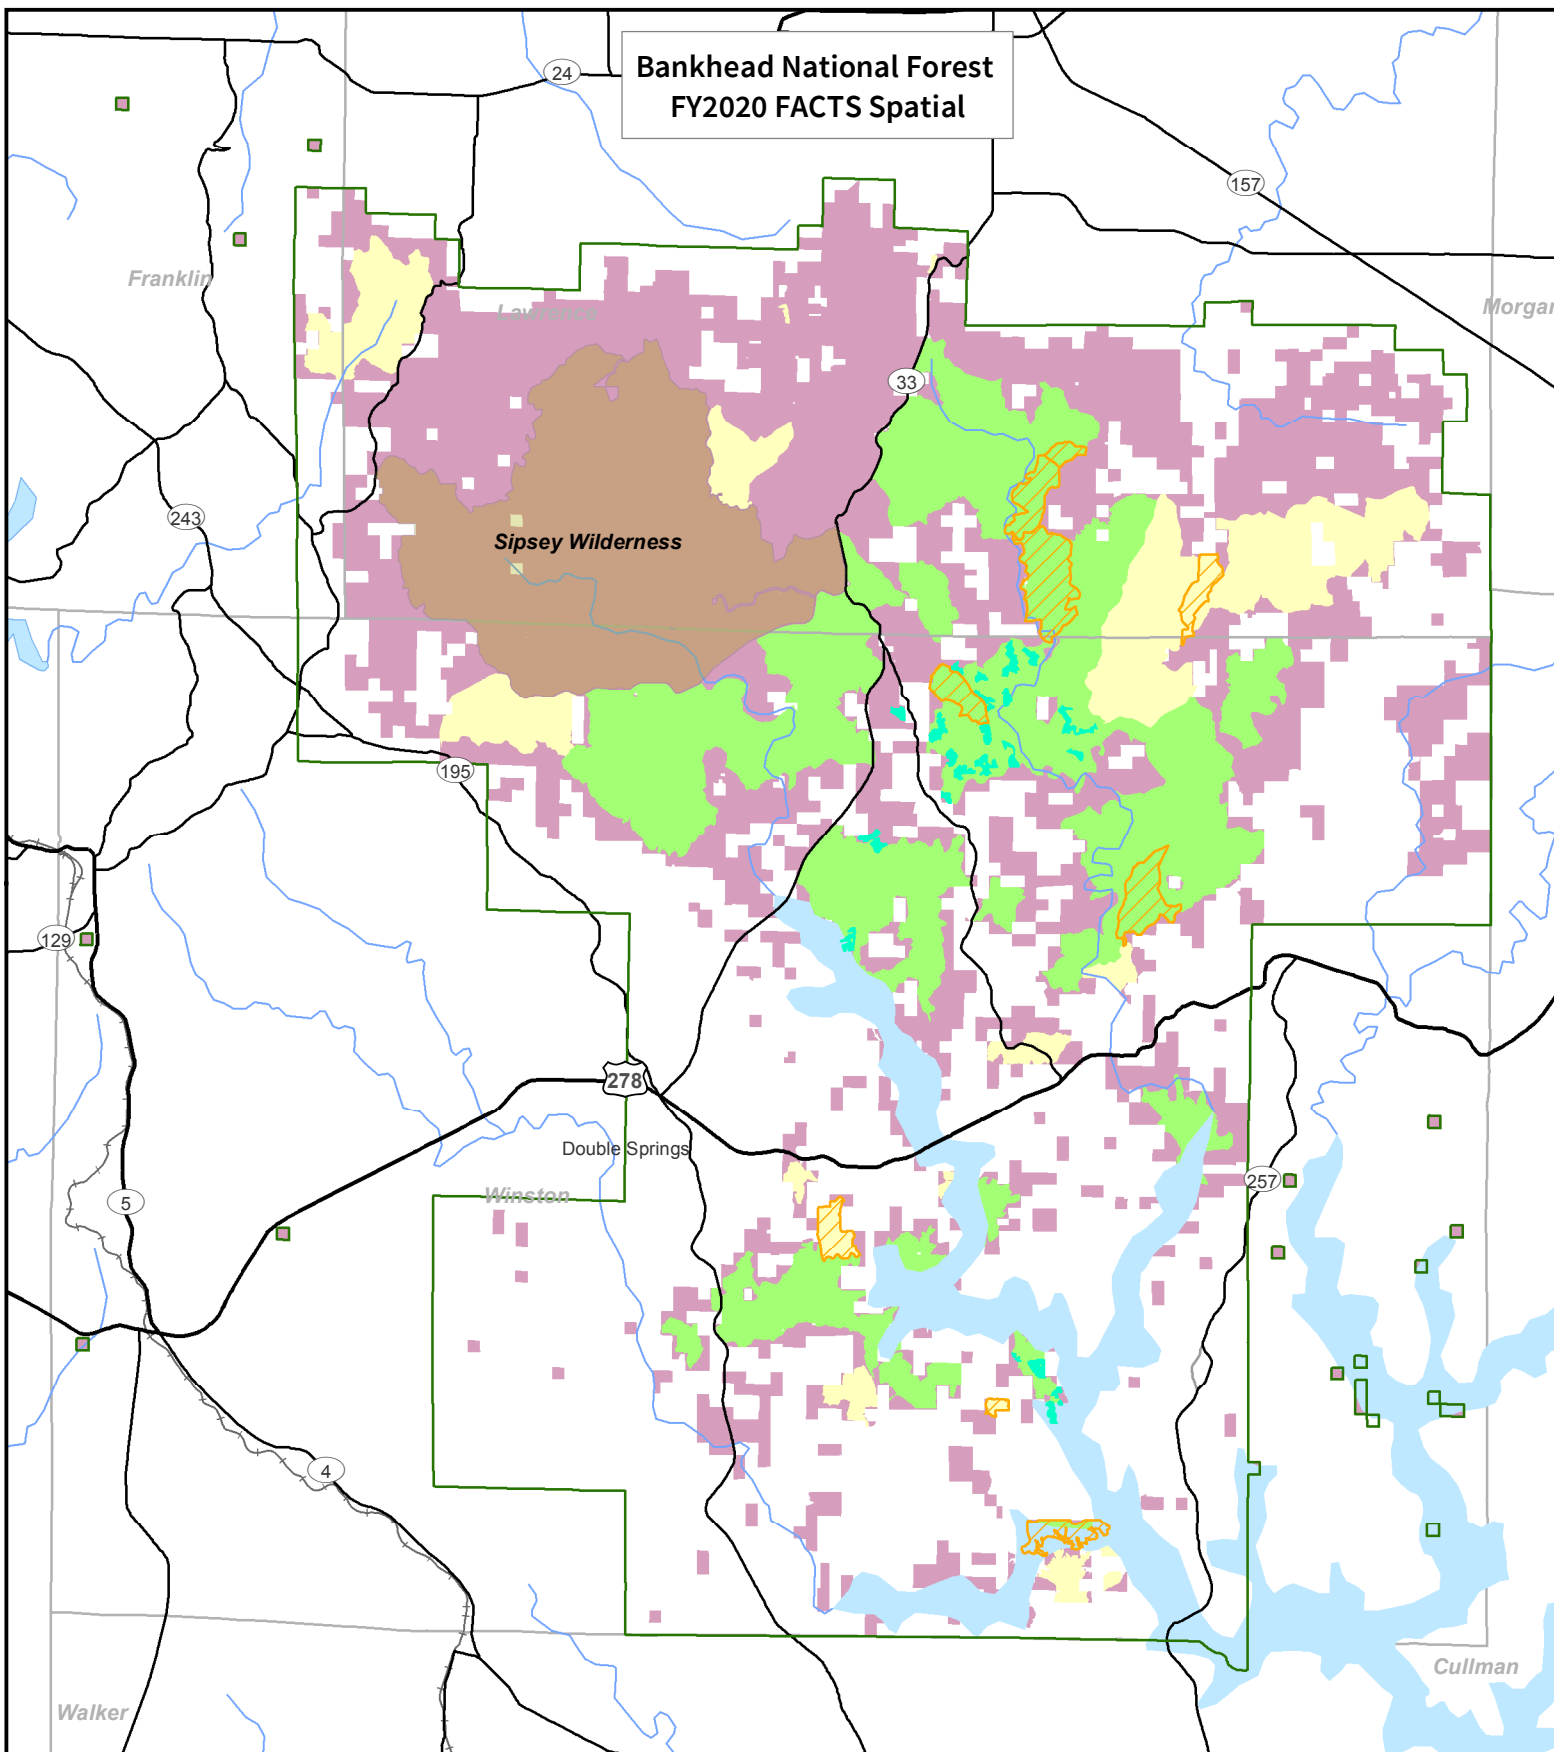 Bankhead National Forest
FY2020 FACTS Spatial
24
157
Franklin
Lawrence
Morgan
33
243
Sipsey Wilderness
195
129
278
Double Springs
257
Winston
5
4
Cullman
Walker